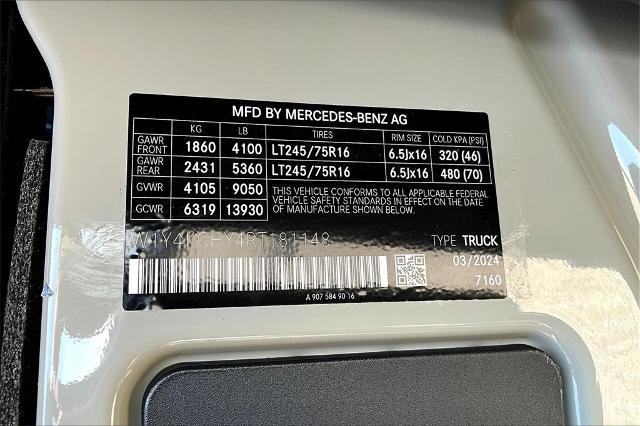 MFD BY MERCEDES-BENZ AG
KG LB TIRES RIM SIZE COLD KPA (PSI)
GAWR FRONT 1860 4100 LT245/75R16 6.5Jx16 320 (46)
GAWR REAR 2431 5360 LT245/75R16 6.5Jx16 480 (70)
GVWR 4105 9050 THIS VEHICLE CONFORMS TO ALL APPLICABLE FEDERAL
GCWR 6319 13930 VEHICLE SAFETY STANDARDS IN EFFECT ON THE DATE OF
MANUFACTURE SHOWN ABOVE.
W1Y4KCHY4RT181148 TYPE TRUCK
03/2024
7160
A 907 584 90 16